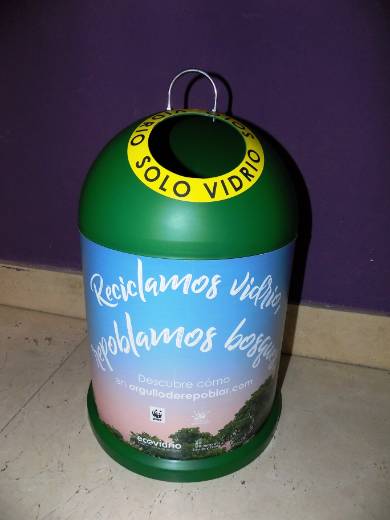 SOLO VIDRIO
Reciclamos vidrio,
repoblamos bosques
Descubre cómo
en orgulloderepoblar.com
WWF
ecovidrio